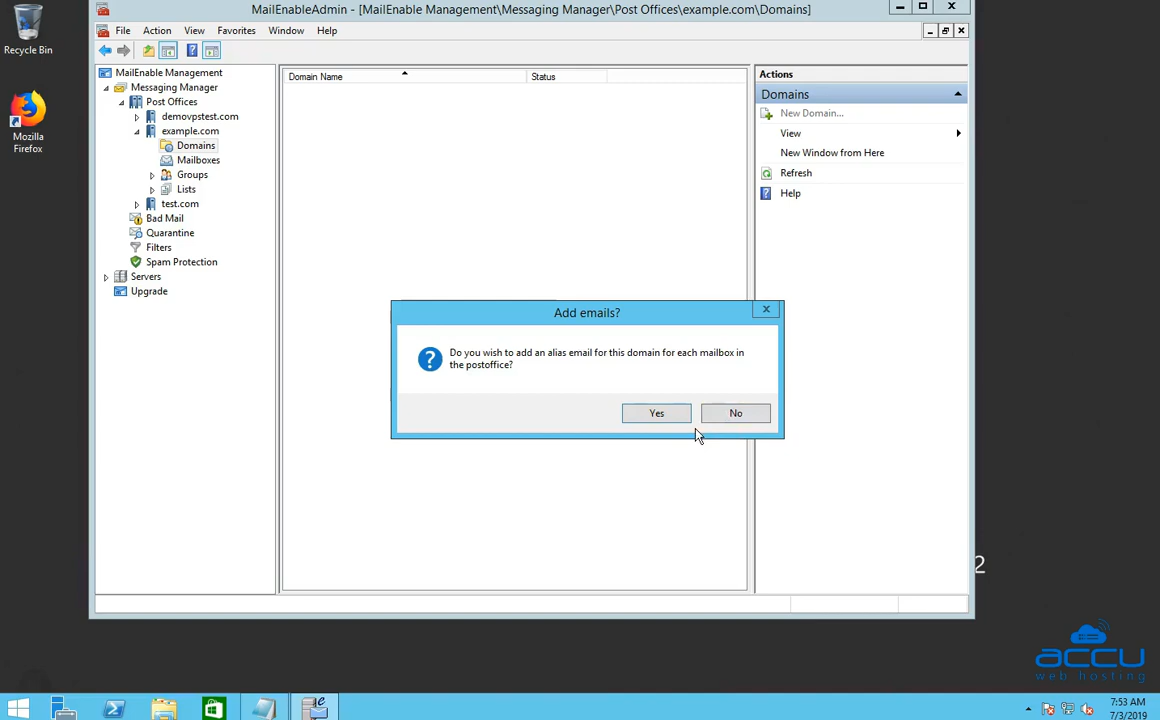 Recycle Bin
Mozilla
Firefox
MailEnableAdmin - [MailEnable Management\Messaging Manager\Post Offices\example.com\Domains]
File Action View Favorites Window Help
MailEnable Management
Messaging Manager
Post Offices
demovpstest.com
example.com
Domains
Mailboxes
Groups
Lists
test.com
Bad Mail
Quarantine
Filters
Spam Protection
Servers
Upgrade
Domain Name Status
Actions
Domains
New Domain...
View
New Window from Here
Refresh
Help
Add emails?
Do you wish to add an alias email for this domain for each mailbox in
the postoffice?
Yes No
2
accu
web hosting
7:53 AM
7/3/2019